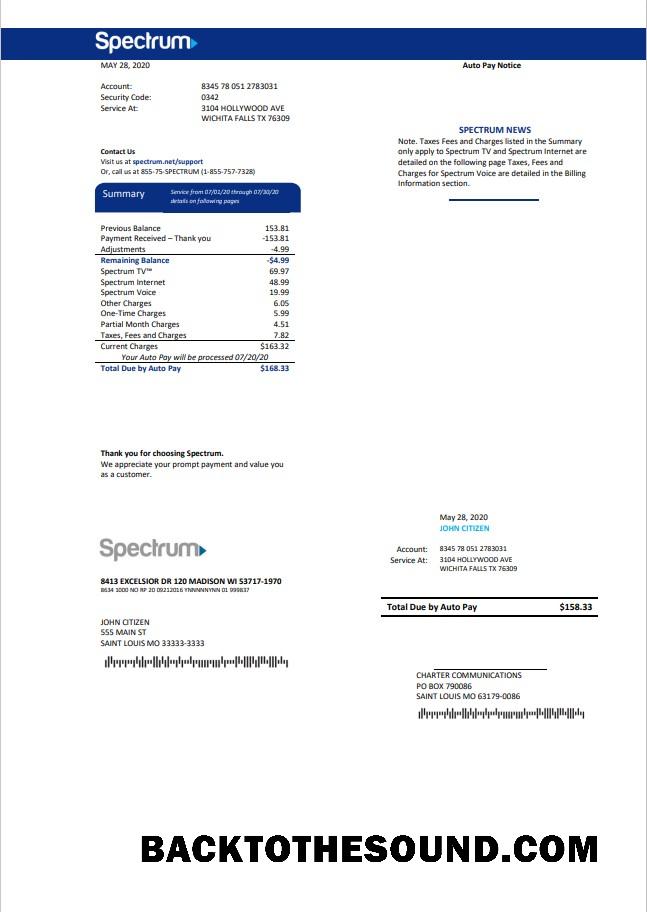 Spectrum
MAY 28, 2020
Auto Pay Notice
Account: 8345 78 051 2783031
Security Code: 0342
Service At: 3104 HOLLYWOOD AVE
WICHITA FALLS TX 76309
SPECTRUM NEWS
Note. Taxes Fees and Charges listed in the Summary
only apply to Spectrum TV and Spectrum Internet are
detailed on the following page Taxes, Fees and
Charges for Spectrum Voice are detailed in the Billing
Information section.
Contact Us
Visit us at spectrum.net/support
Or, call us at 855-75-SPECTRUM (1-855-757-7328)
Summary
Service from 07/01/20 through 07/30/20
details on following pages
Previous Balance 153.81
Payment Received – Thank you -153.81
Adjustments -4.99
Remaining Balance -$4.99
Spectrum TV™ 69.97
Spectrum Internet 48.99
Spectrum Voice 19.99
Other Charges 6.05
One-Time Charges 5.99
Partial Month Charges 4.51
Taxes, Fees and Charges 7.82
Current Charges $163.32
Your Auto Pay will be processed 07/20/20
Total Due by Auto Pay $168.33
Thank you for choosing Spectrum.
We appreciate your prompt payment and value you
as a customer.
May 28, 2020
JOHN CITIZEN
Account: 8345 78 051 2783031
Service At: 3104 HOLLYWOOD AVE
WICHITA FALLS TX 76309
Total Due by Auto Pay $158.33
Spectrum
8413 EXCELSIOR DR 120 MADISON WI 53717-1970
8634 1000 NO RP 20 09212016 YNNNNNYNN 01 999837
JOHN CITIZEN
555 MAIN ST
SAINT LOUIS MO 33333-3333
CHARTER COMMUNICATIONS
PO BOX 790086
SAINT LOUIS MO 63179-0086
BACKTOTHESOUND.COM